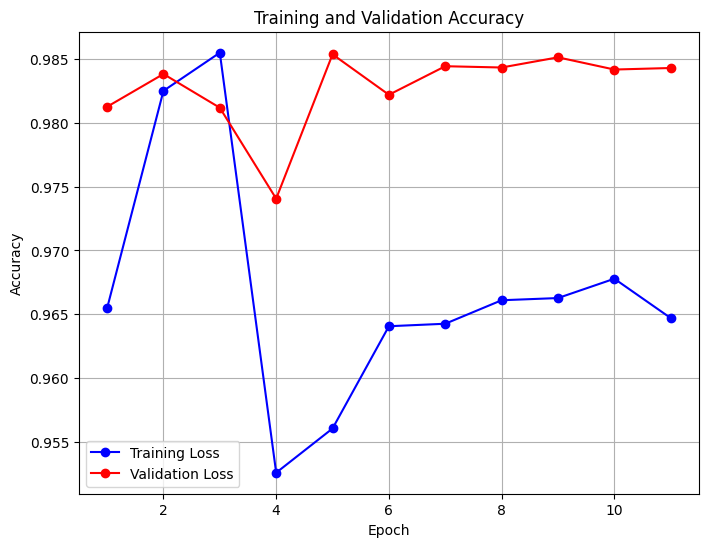 Training and Validation Accuracy
Accuracy
0.985
0.980
0.975
0.970
0.965
0.960
0.955
Training Loss
Validation Loss
2 4 6 8 10
Epoch